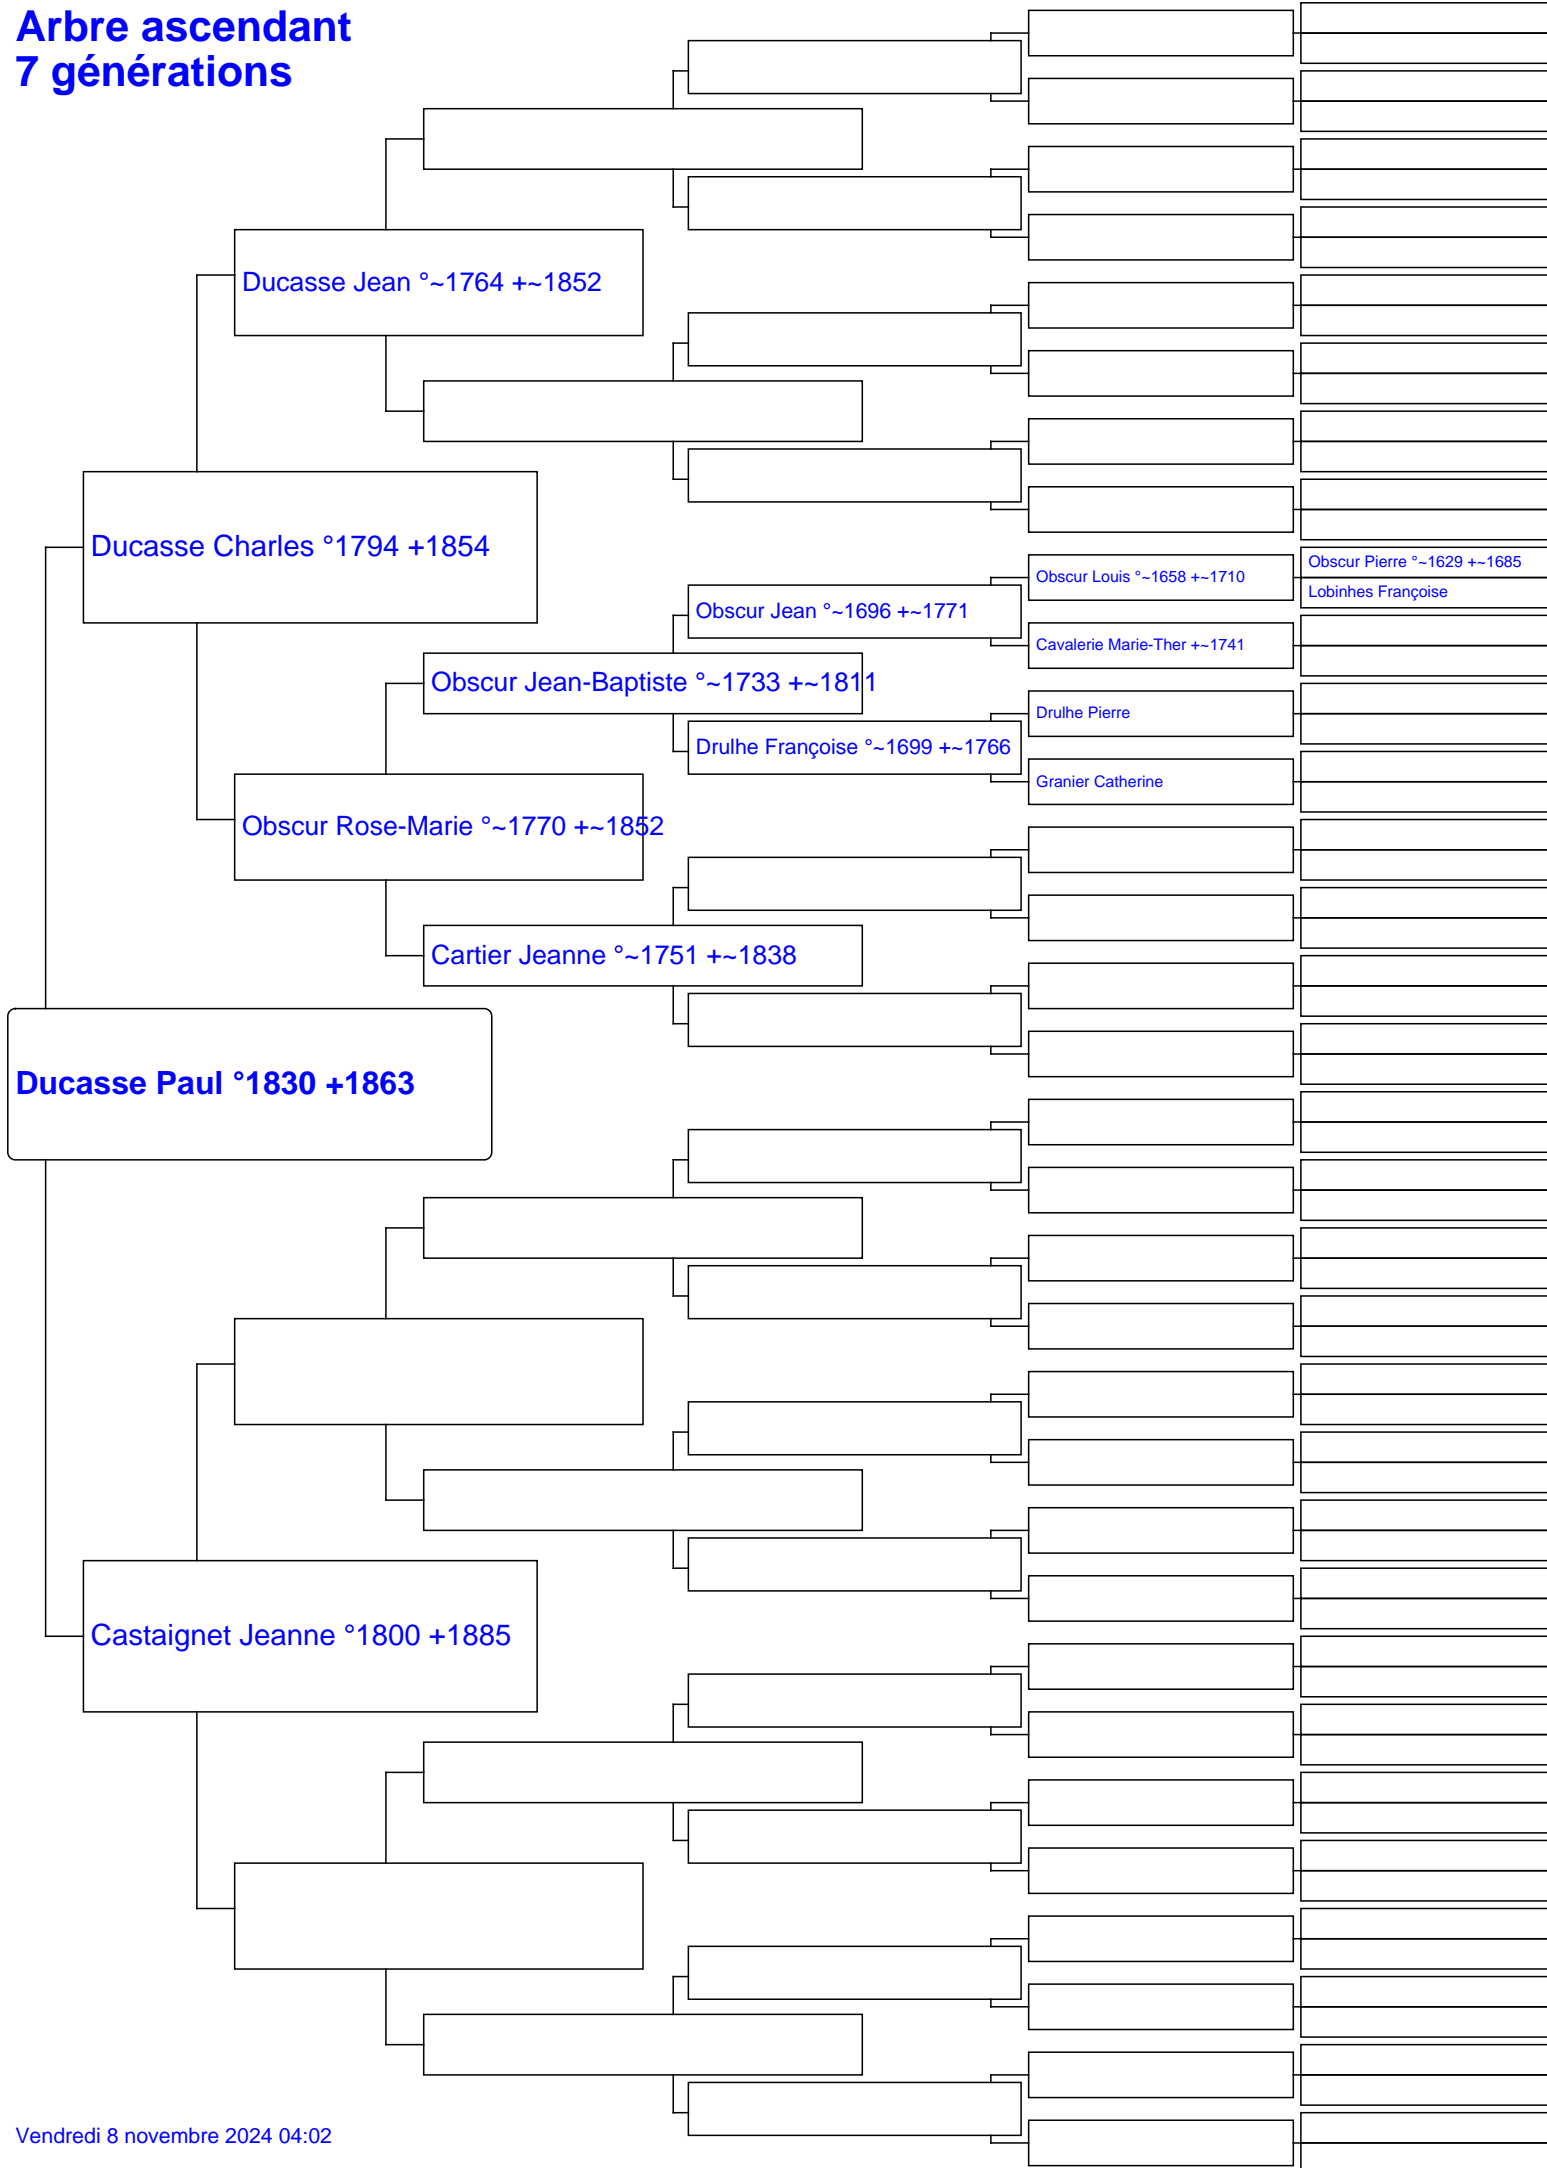 Arbre ascendant
7 générations
Ducasse Jean °~1764 +~1852
Ducasse Charles °1794 +1854
Obscur Pierre °~1629 +~1685
Obscur Louis °~1658 +~1710
Lobinhes Françoise
Obscur Jean °~1696 +~1771
Cavalerie Marie-Ther +~1741
Obscur Jean-Baptiste °~1733 +~1811
Drulhe Pierre
Drulhe Françoise °~1699 +~1766
Granier Catherine
Obscur Rose-Marie °~1770 +~1852
Cartier Jeanne °~1751 +~1838
Ducasse Paul °1830 +1863
Castaignet Jeanne °1800 +1885
Vendredi 8 novembre 2024 04:02